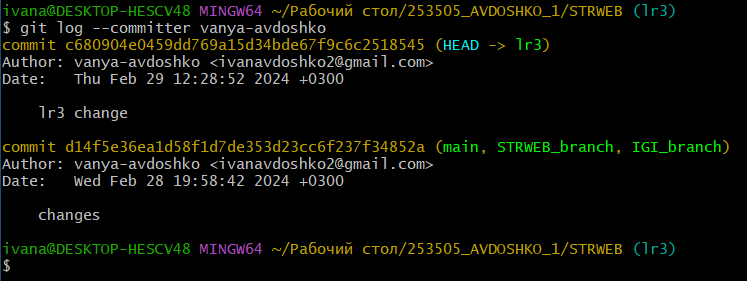 ivana@DESKTOP-HESCV48 MINGW64 ~/Рабочий стол/253505_AVDOSHKO_1/STRWEB (lr3)
$ git log --committer vanya-avdoshko
commit c680904e0459dd769a15d34bde67f9c6c2518545 (HEAD -> lr3)
Author: vanya-avdoshko <ivanavdoshko2@gmail.com>
Date:   Thu Feb 29 12:28:52 2024 +0300

    lr3 change

commit d14f5e36ea1d58f1d7de353d23cc6f237f34852a (main, STRWEB_branch, IGI_branch)
Author: vanya-avdoshko <ivanavdoshko2@gmail.com>
Date:   Wed Feb 28 19:58:42 2024 +0300

    changes

ivana@DESKTOP-HESCV48 MINGW64 ~/Рабочий стол/253505_AVDOSHKO_1/STRWEB (lr3)
$